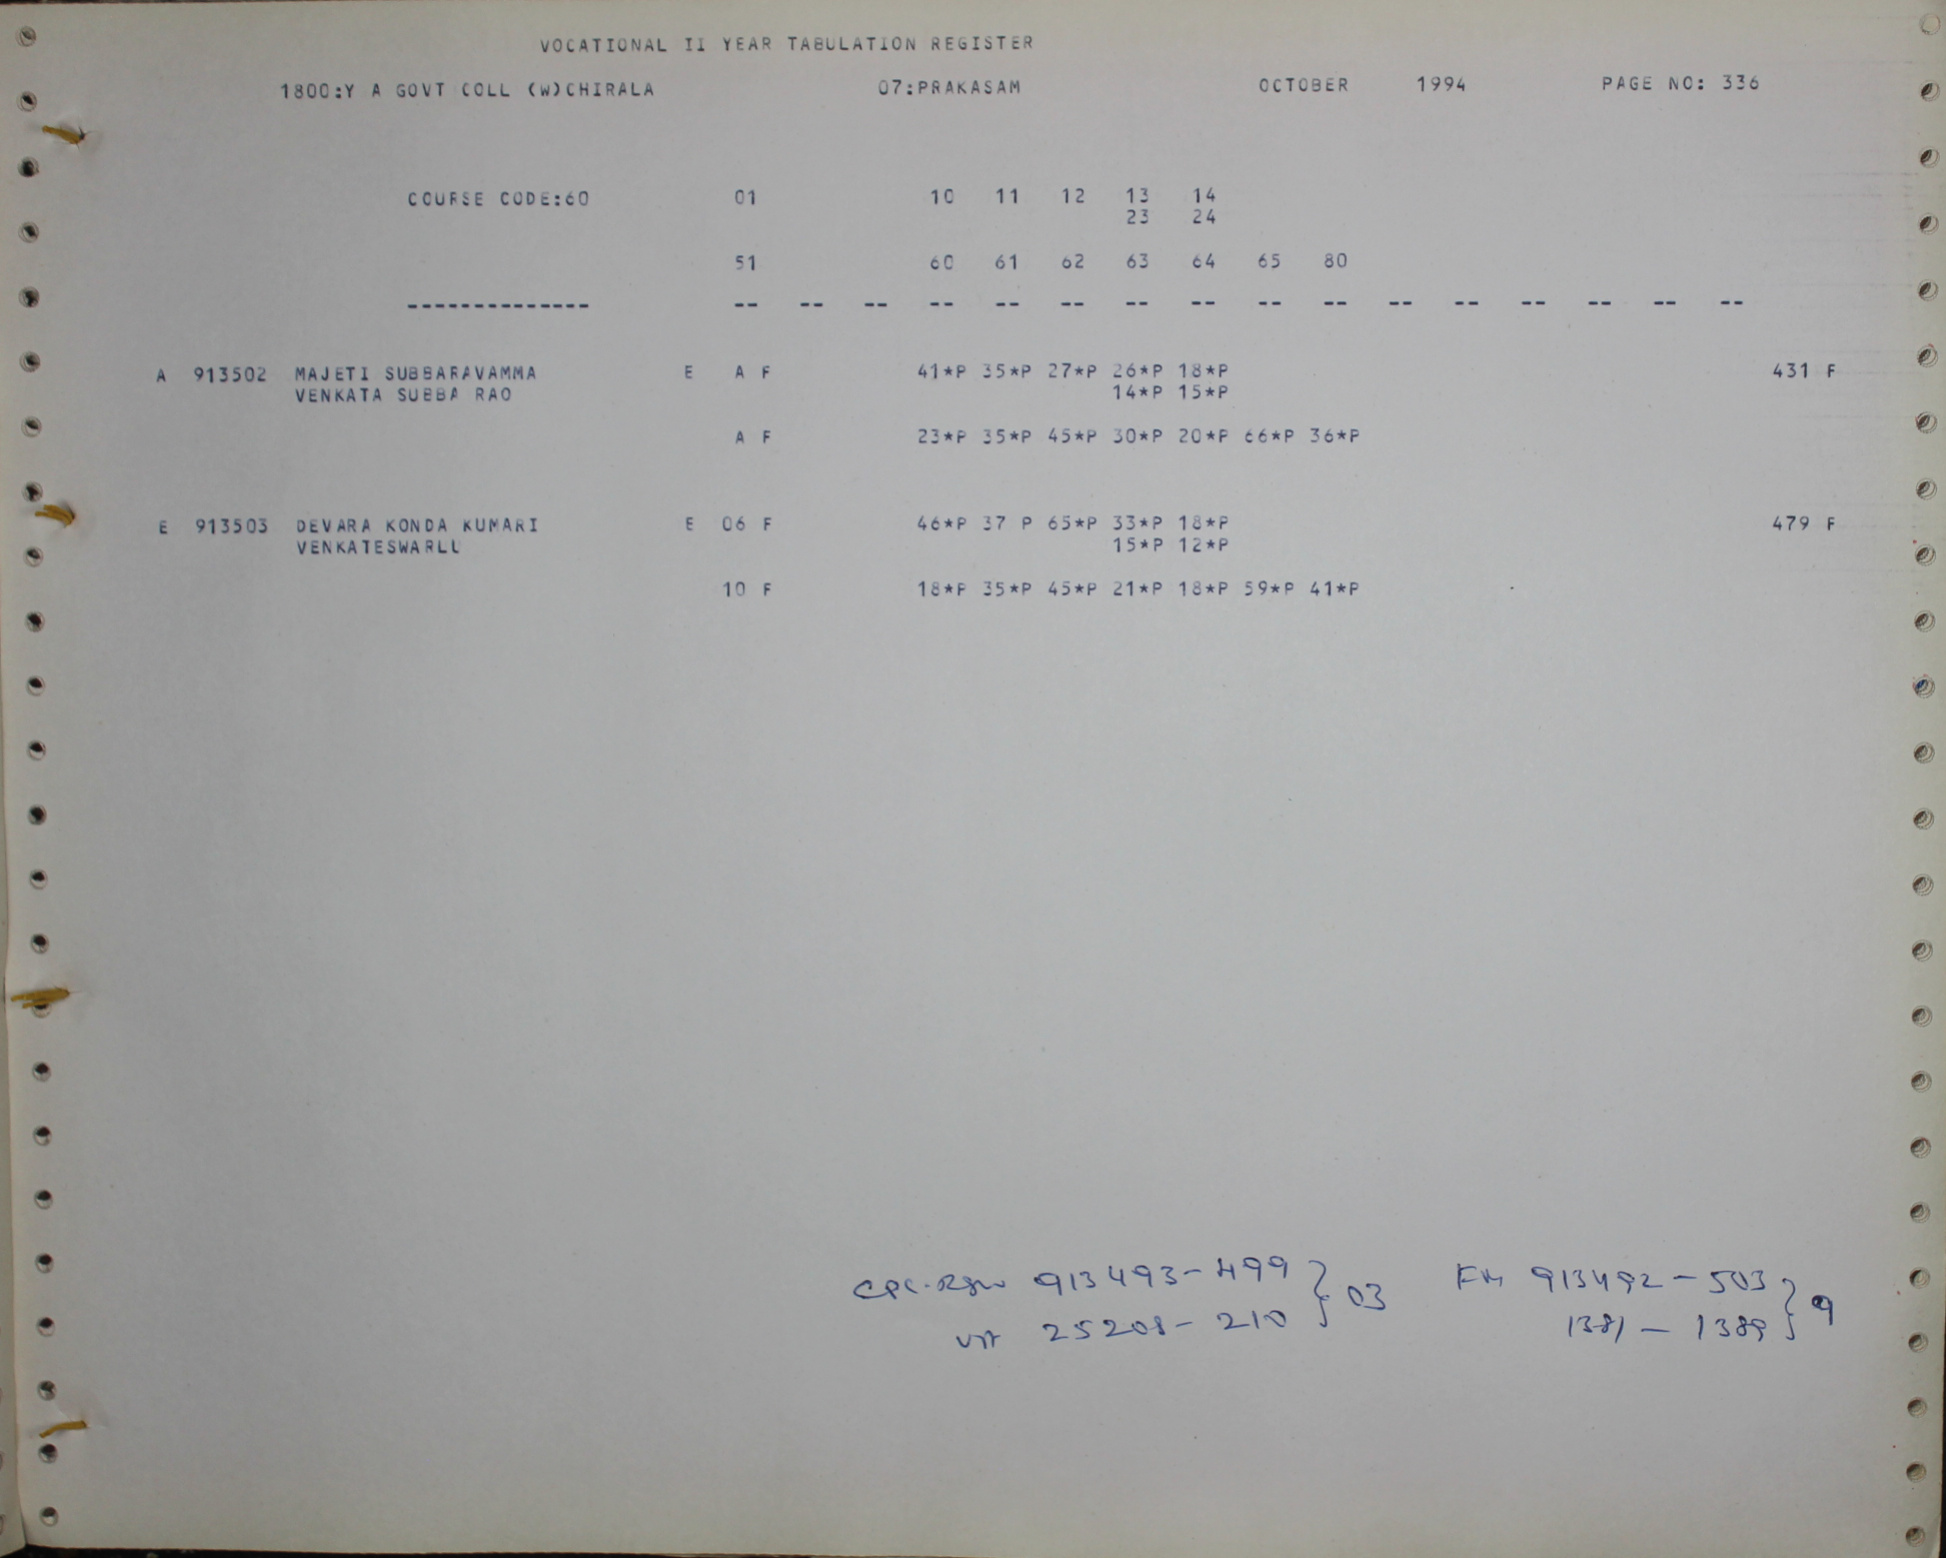 VOCATIONAL II YEAR TABULATION REGISTER
1800:Y A GOVT COLL (W)CHIRALA 07:PRAKASAM OCTOBER 1994 PAGE NO: 336
COURSE CODE:60 01 10 11 12 13 14
23 24
51 60 61 62 63 64 65 80
-------------- -- -- -- -- -- -- -- -- -- -- -- -- -- -- -- --
A 913502 MAJETI SUBBARAVAMMA E A F 41*P 35*P 27*P 26*P 18*P 431 F
VENKATA SUBBA RAO 14*P 15*P
A F 23*P 35*P 45*P 30*P 20*P 66*P 36*P
E 913503 DEVARA KONDA KUMARI E 06 F 46*P 37 P 65*P 33*P 18*P 479 F
VENKATESWARLU 15*P 12*P
10 F 18*P 35*P 45*P 21*P 18*P 59*P 41*P
913493-499 } 03 913492-503 } 9
25208-210 1381-1389